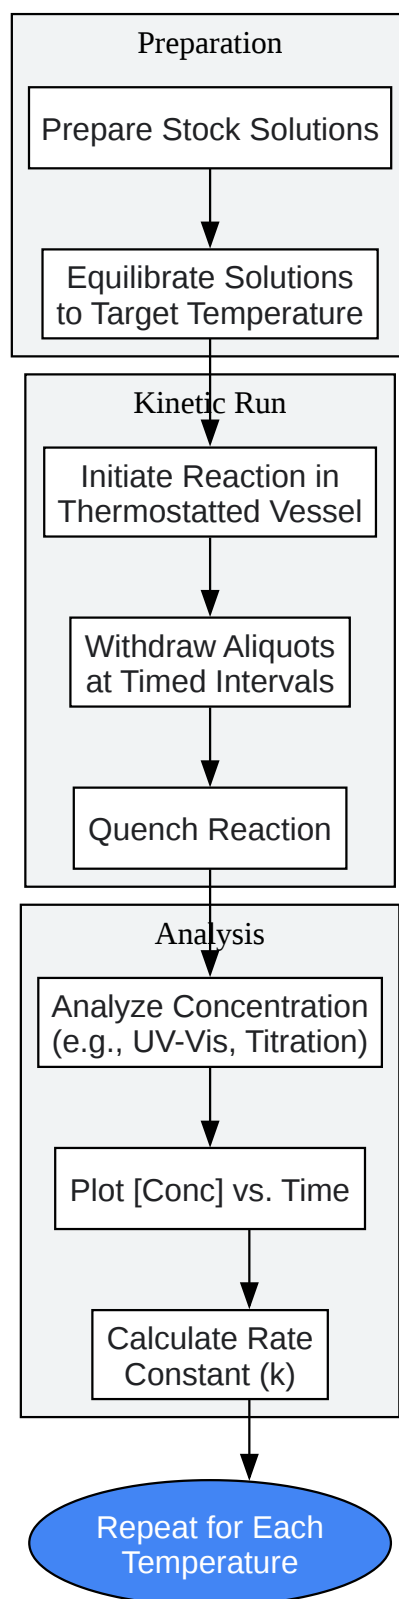 Preparation
Prepare Stock Solutions
Equilibrate Solutions
to Target Temperature
Kinetic Run
Initiate Reaction in
Thermostatted Vessel
Withdraw Aliquots
at Timed Intervals
Quench Reaction
Analysis
Analyze Concentration
(e.g., UV-Vis, Titration)
Plot [Conc] vs. Time
Calculate Rate
Constant (k)
Repeat for Each
Temperature